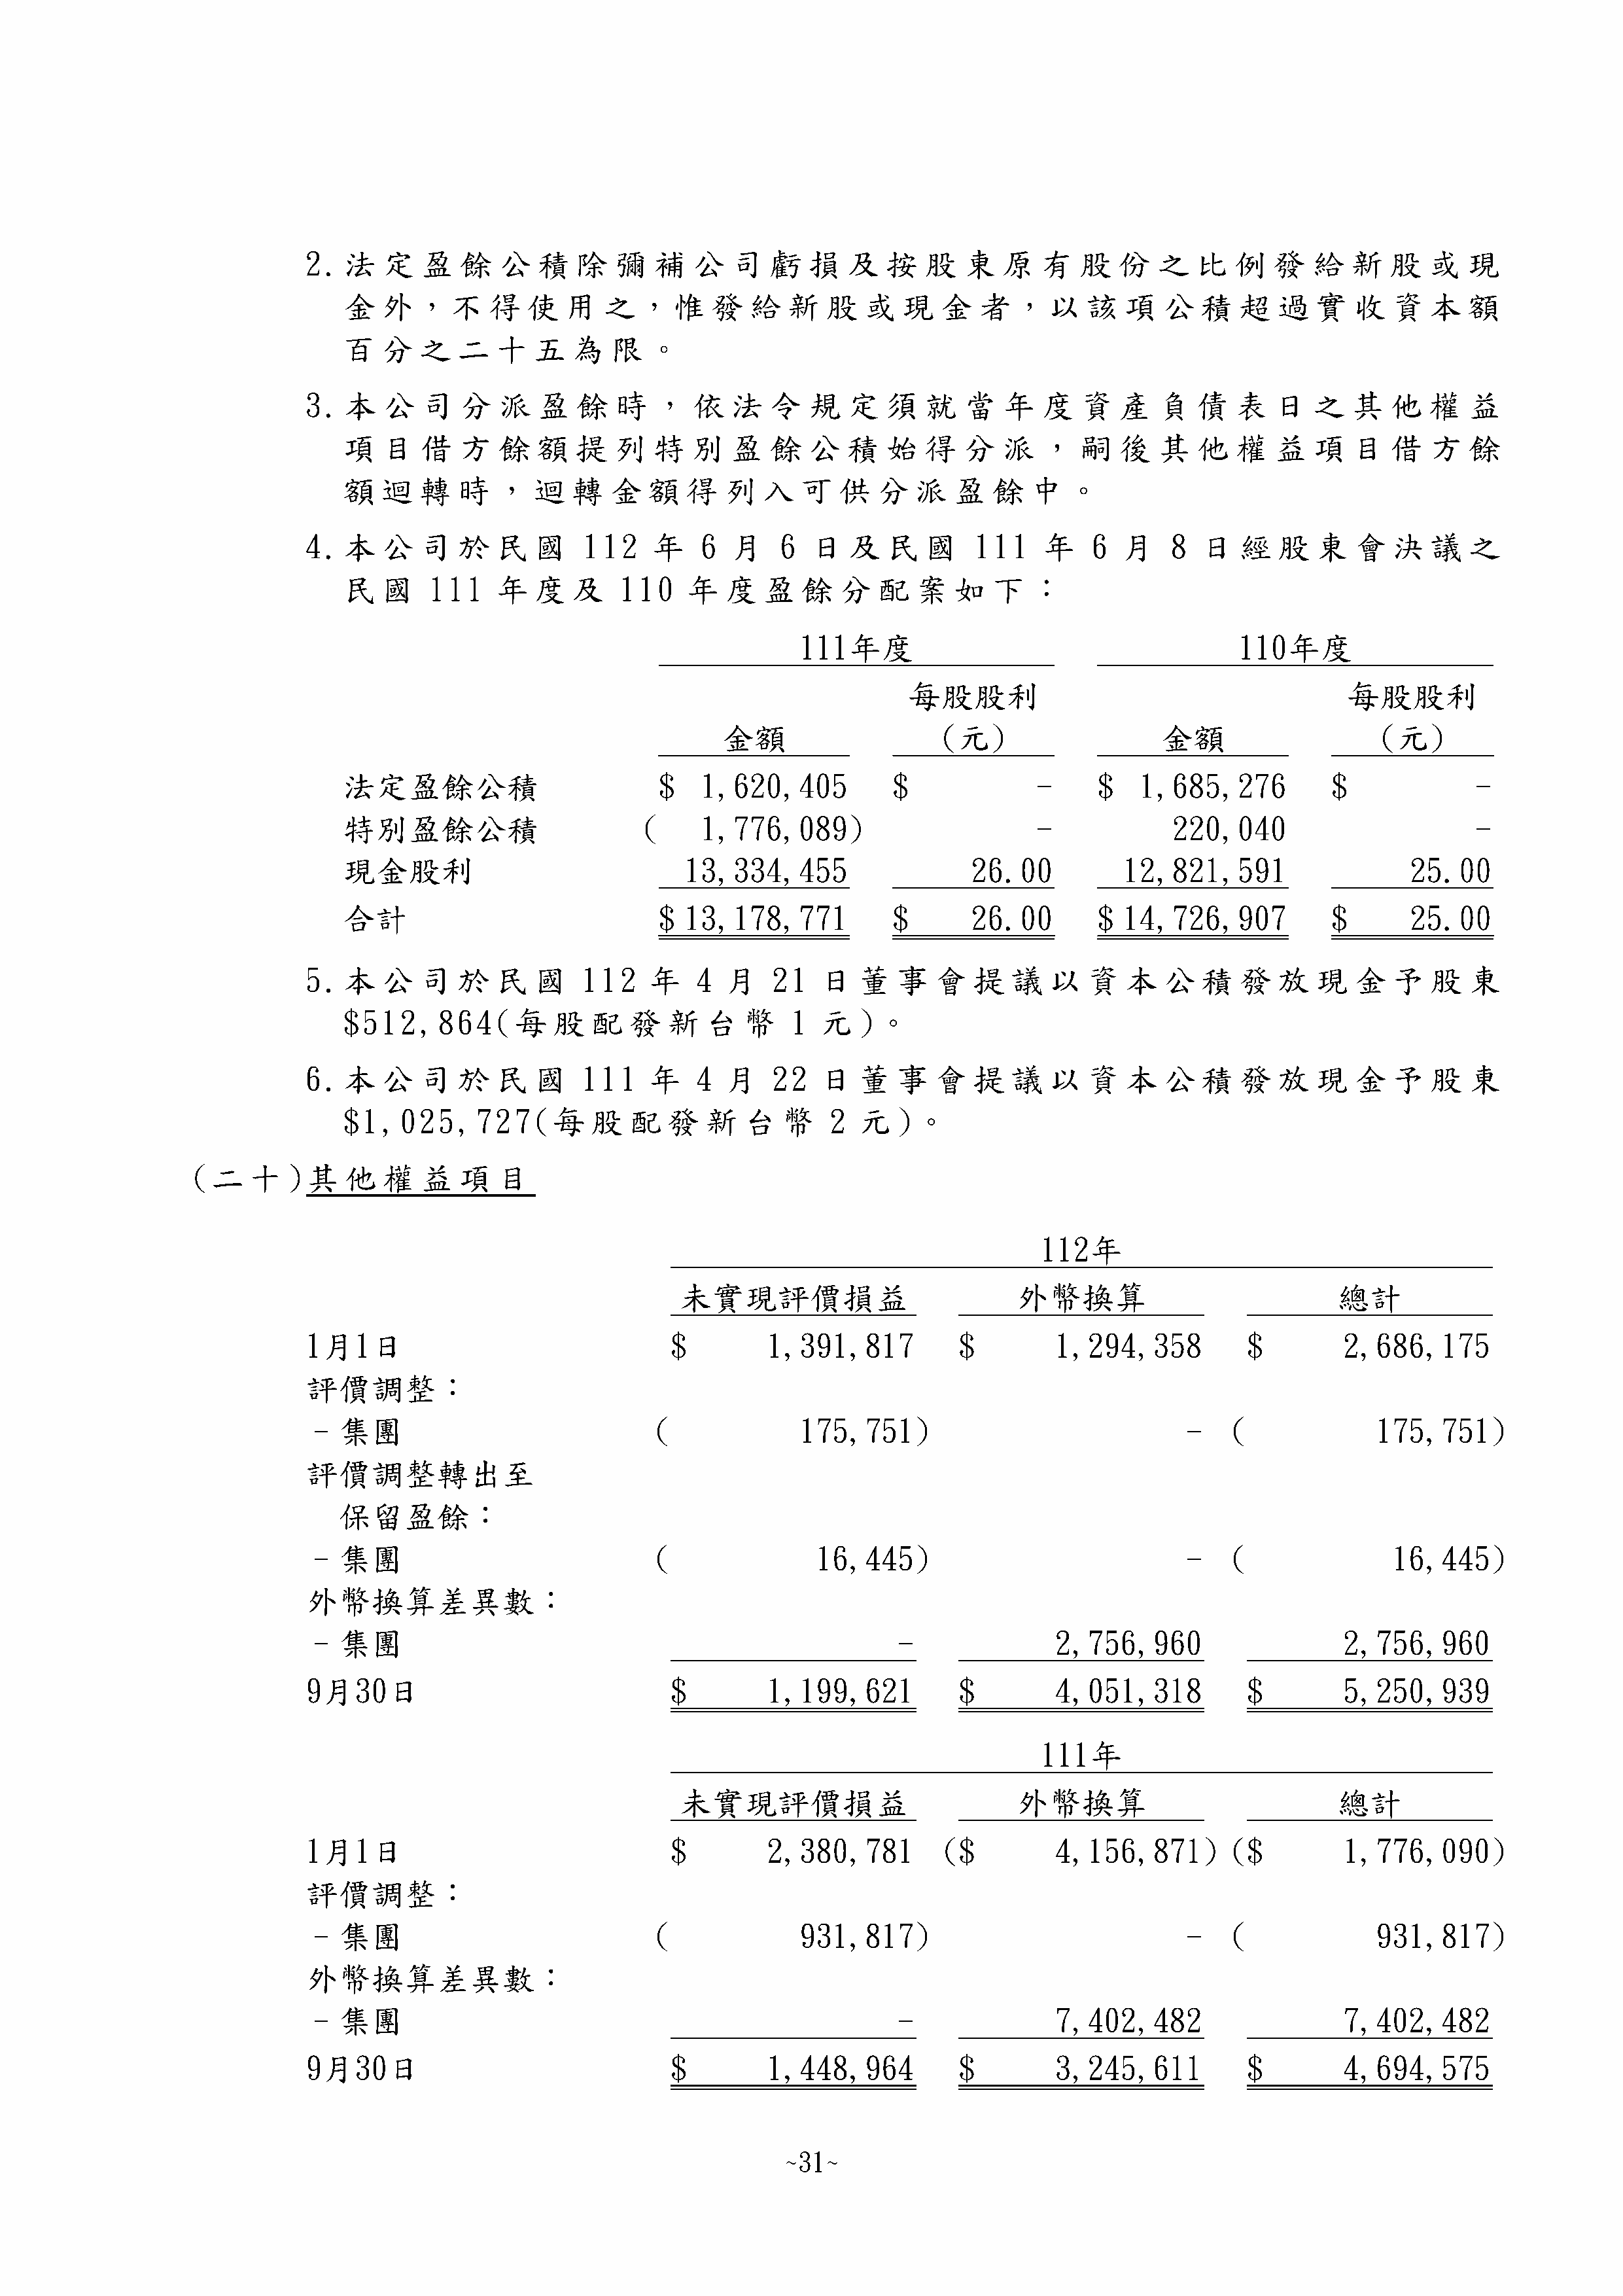 2.法定盈餘公積除彌補公司虧損及按股東原有股份之比例發給新股或現
金外，不得使用之，惟發給新股或現金者，以該項公積超過實收資本額
百分之二十五為限。
3.本公司分派盈餘時，依法令規定須就當年度資產負債表日之其他權益
項目借方餘額提列特別盈餘公積始得分派，嗣後其他權益項目借方餘
額迴轉時，迴轉金額得列入可供分派盈餘中。
4.本公司於民國 112 年 6 月 6 日及民國 111 年 6 月 8 日經股東會決議之
民國 111 年度及 110 年度盈餘分配案如下：
111年度 110年度
每股股利 每股股利
金額 (元) 金額 (元)
法定盈餘公積 $ 1,620,405 $ - $ 1,685,276 $ -
特別盈餘公積 ( 1,776,089) - 220,040 -
現金股利 13,334,455 26.00 12,821,591 25.00
合計 $ 13,178,771 $ 26.00 $ 14,726,907 $ 25.00
5.本公司於民國 112 年 4 月 21 日董事會提議以資本公積發放現金予股東
$512,864(每股配發新台幣 1 元)。
6.本公司於民國 111 年 4 月 22 日董事會提議以資本公積發放現金予股東
$1,025,727(每股配發新台幣 2 元)。
(二十)其他權益項目
112年
未實現評價損益 外幣換算 總計
1月1日 $ 1,391,817 $ 1,294,358 $ 2,686,175
評價調整：
－集團 ( 175,751) - ( 175,751)
評價調整轉出至
保留盈餘：
－集團 ( 16,445) - ( 16,445)
外幣換算差異數：
－集團 - 2,756,960 2,756,960
9月30日 $ 1,199,621 $ 4,051,318 $ 5,250,939
111年
未實現評價損益 外幣換算 總計
1月1日 $ 2,380,781 ($ 4,156,871) ($ 1,776,090)
評價調整：
－集團 ( 931,817) - ( 931,817)
外幣換算差異數：
－集團 - 7,402,482 7,402,482
9月30日 $ 1,448,964 $ 3,245,611 $ 4,694,575
~31~